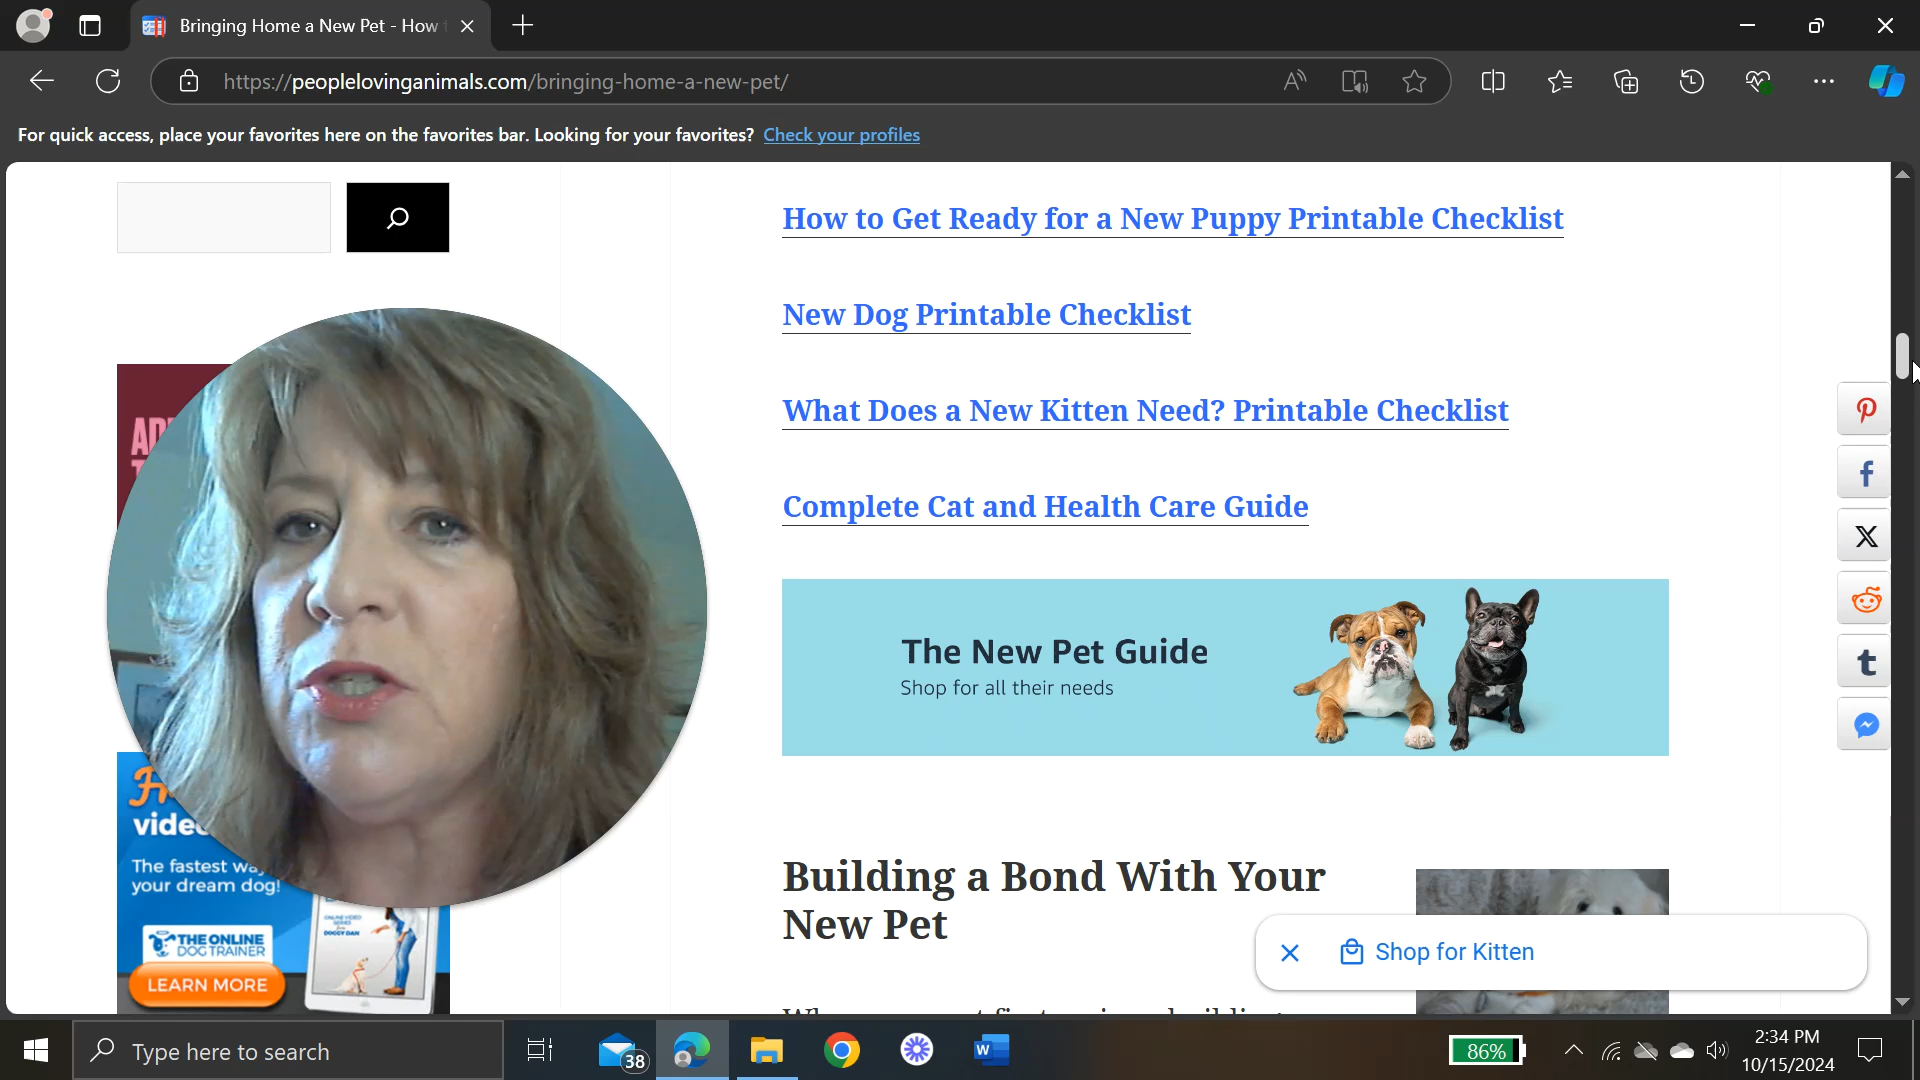 Bringing Home a New Pet - How
https://peoplelovinganimals.com/bringing-home-a-new-pet/
For quick access, place your favorites here on the favorites bar. Looking for your favorites? Check your profiles
How to Get Ready for a New Puppy Printable Checklist
New Dog Printable Checklist
What Does a New Kitten Need? Printable Checklist
Complete Cat and Health Care Guide
The New Pet Guide
Shop for all their needs
The fastest
your dream dog!
ONLINE VIDEO
SERIES
DOGGY DAN
THE ONLINE
DOG TRAINER
LEARN MORE
Building a Bond With Your
New Pet
Shop for Kitten
Type here to search
38
86%
2:34 PM
10/15/2024